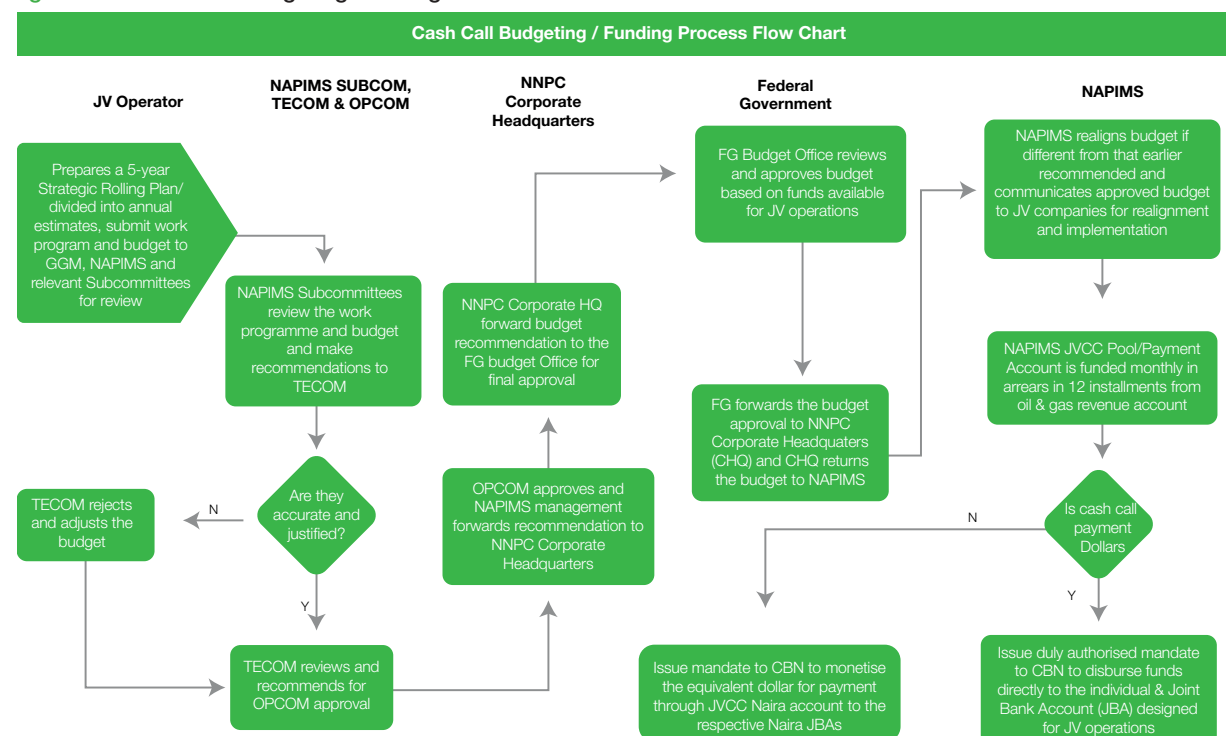 Cash Call Budgeting / Funding Process Flow Chart
JV Operator
NAPIMS SUBCOM,
TECOM & OPCOM
NNPC
Corporate
Headquarters
Federal
Government
NAPIMS
Prepares a 5-year
Strategic Rolling Plan/
divided into annual
estimates, submit work
program and budget to
GGM, NAPIMS and
relevant Subcommittees
for review
NAPIMS Subcommittees
review the work
programme and budget
and make
recommendations to
TECOM
Are they
accurate and
justified?
N
TECOM rejects
and adjusts the
budget
Y
TECOM reviews and
recommends for
OPCOM approval
OPCOM approves and
NAPIMS management
forwards recommendation to
NNPC Corporate
Headquarters
NNPC Corporate HQ
forward budget
recommendation to the
FG budget Office for
final approval
FG Budget Office reviews
and approves budget
based on funds available
for JV operations
FG forwards the budget
approval to NNPC
Corporate Headquaters
(CHQ) and CHQ returns
the budget to NAPIMS
NAPIMS realigns budget if
different from that earlier
recommended and
communicates approved budget
to JV companies for realignment
and implementation
NAPIMS JVCC Pool/Payment
Account is funded monthly in
arrears in 12 installments from
oil & gas revenue account
Is cash call
payment
Dollars
N
Issue mandate to CBN to monetise
the equivalent dollar for payment
through JVCC Naira account to the
respective Naira JBAs
Y
Issue duly authorised mandate
to CBN to disburse funds
directly to the individual & Joint
Bank Account (JBA) designed
for JV operations